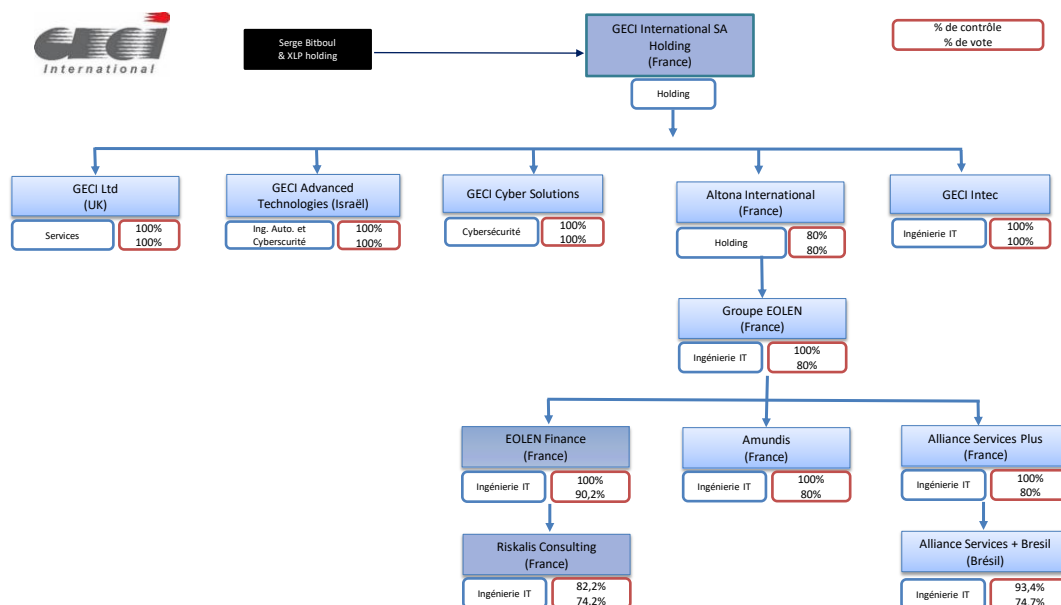 GECI
International
Serge Bitboul
& XLP holding
GECI International SA
Holding
(France)
% de contrôle
% de vote
Holding
GECI Ltd
(UK)
Services
100%
100%
GECI Advanced
Technologies (Israël)
Ing. Auto. et
Cyberscurité
100%
100%
GECI Cyber Solutions
Cybersécurité
100%
100%
Altona International
(France)
Holding
80%
80%
GECI Intec
Ingénierie IT
100%
100%
Groupe EOLEN
(France)
Ingénierie IT
100%
80%
EOLEN Finance
(France)
Ingénierie IT
100%
90,2%
Amundis
(France)
Ingénierie IT
100%
80%
Alliance Services Plus
(France)
Ingénierie IT
100%
80%
Riskalis Consulting
(France)
Ingénierie IT
82,2%
74,2%
Alliance Services + Bresil
(Brésil)
Ingénierie IT
93,4%
74,7%